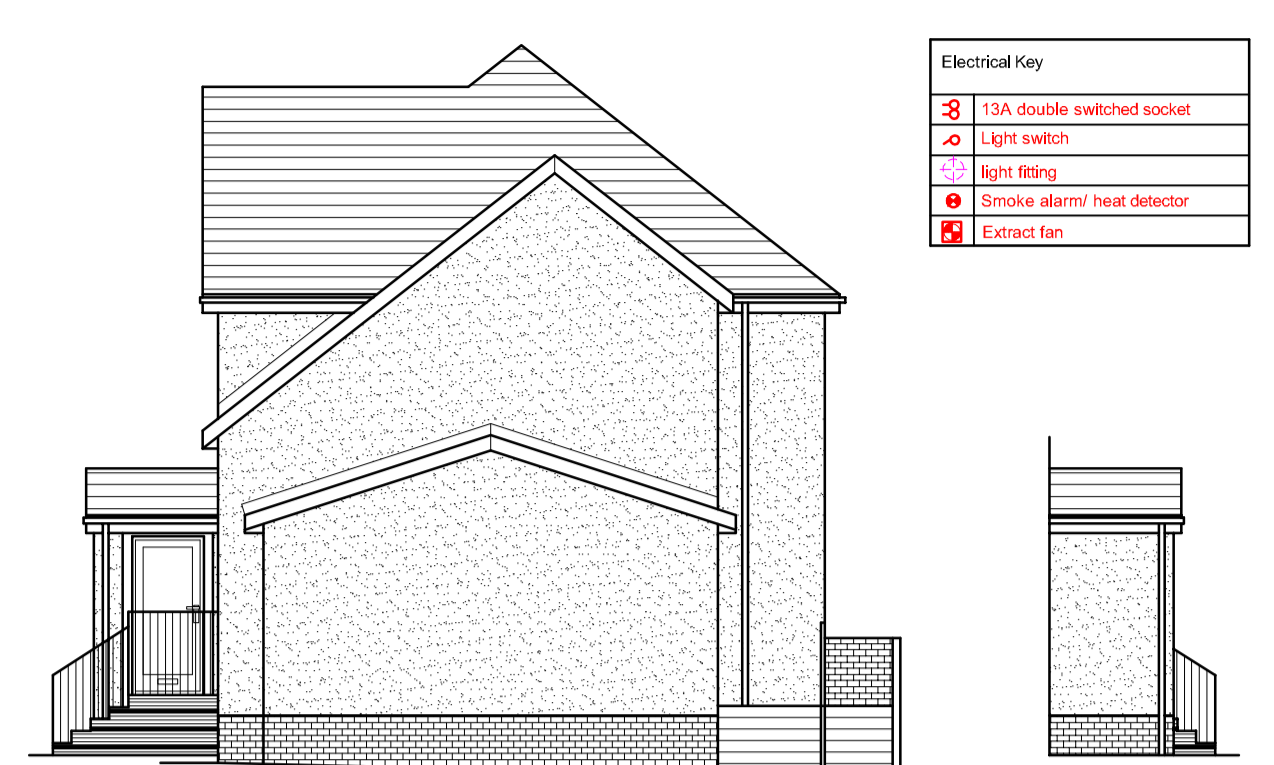 Electrical Key
13A double switched socket
Light switch
light fitting
Smoke alarm/ heat detector
Extract fan